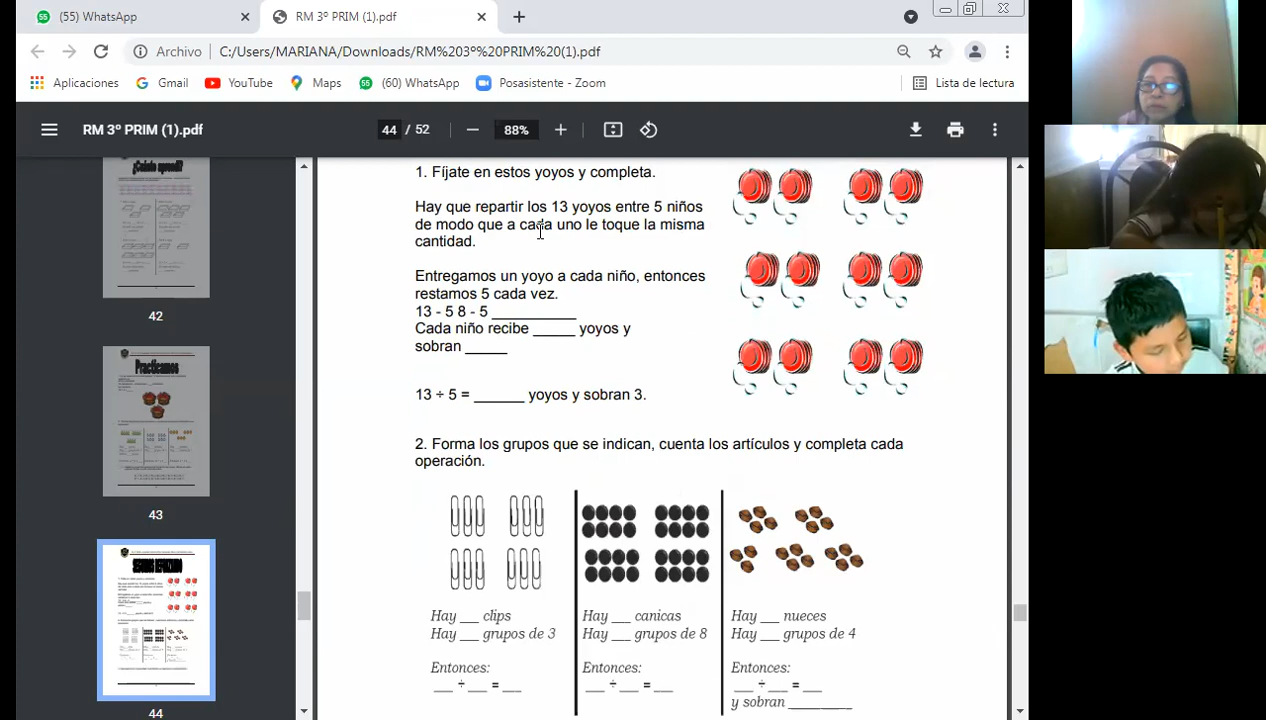 (55) WhatsApp
RM 3º PRIM (1).pdf
Archivo
C:/Users/MARIANA/Downloads/RM%203º%20PRIM%20(1).pdf
Aplicaciones
Gmail
YouTube
Maps
(60) WhatsApp
Posasistente - Zoom
Lista de lectura
RM 3º PRIM (1).pdf
44 / 52
88%
¿Cuánto aprendí?
42
Practicamos
43
44
1. Fíjate en estos yoyos y completa.
Hay que repartir los 13 yoyos entre 5 niños
de modo que a cada uno le toque la misma
cantidad.
Entregamos un yoyo a cada niño, entonces
restamos 5 cada vez.
13 - 5 8 - 5 __________
Cada niño recibe _____ yoyos y
sobran _____
13 ÷ 5 = ______ yoyos y sobran 3.
2. Forma los grupos que se indican, cuenta los artículos y completa cada
operación.
Hay ___ clips
Hay ___ grupos de 3
Entonces:
___ ÷ ___ = ___
Hay ___ canicas
Hay ___ grupos de 8
Entonces:
___ ÷ ___ = ___
Hay ___ nueces
Hay ___ grupos de 4
Entonces:
___ ÷ ___ = ___
y sobran __________